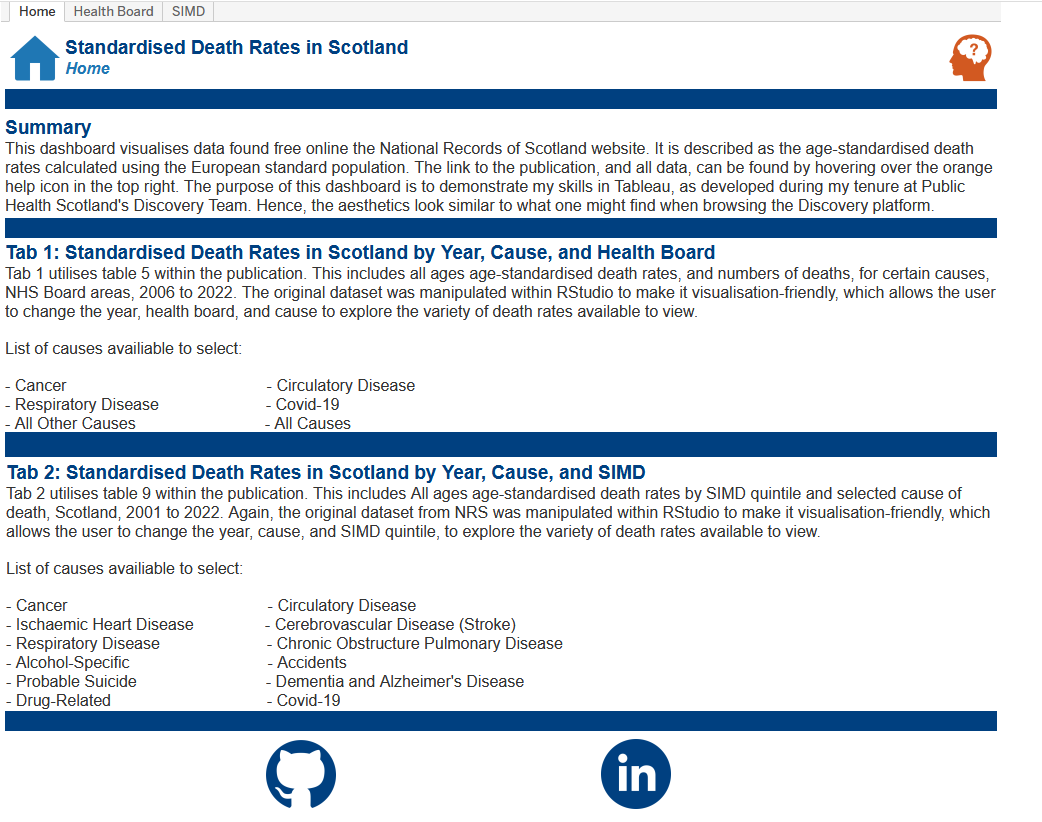 Home Health Board SIMD
Standardised Death Rates in Scotland
Home
?
Summary
This dashboard visualises data found free online the National Records of Scotland website. It is described as the age-standardised death
rates calculated using the European standard population. The link to the publication, and all data, can be found by hovering over the orange
help icon in the top right. The purpose of this dashboard is to demonstrate my skills in Tableau, as developed during my tenure at Public
Health Scotland's Discovery Team. Hence, the aesthetics look similar to what one might find when browsing the Discovery platform.
Tab 1: Standardised Death Rates in Scotland by Year, Cause, and Health Board
Tab 1 utilises table 5 within the publication. This includes all ages age-standardised death rates, and numbers of deaths, for certain causes,
NHS Board areas, 2006 to 2022. The original dataset was manipulated within RStudio to make it visualisation-friendly, which allows the user
to change the year, health board, and cause to explore the variety of death rates available to view.
List of causes availiable to select:
- Cancer - Circulatory Disease
- Respiratory Disease - Covid-19
- All Other Causes - All Causes
Tab 2: Standardised Death Rates in Scotland by Year, Cause, and SIMD
Tab 2 utilises table 9 within the publication. This includes All ages age-standardised death rates by SIMD quintile and selected cause of
death, Scotland, 2001 to 2022. Again, the original dataset from NRS was manipulated within RStudio to make it visualisation-friendly, which
allows the user to change the year, cause, and SIMD quintile, to explore the variety of death rates available to view.
List of causes availiable to select:
- Cancer - Circulatory Disease
- Ischaemic Heart Disease - Cerebrovascular Disease (Stroke)
- Respiratory Disease - Chronic Obstructure Pulmonary Disease
- Alcohol-Specific - Accidents
- Probable Suicide - Dementia and Alzheimer's Disease
- Drug-Related - Covid-19
in